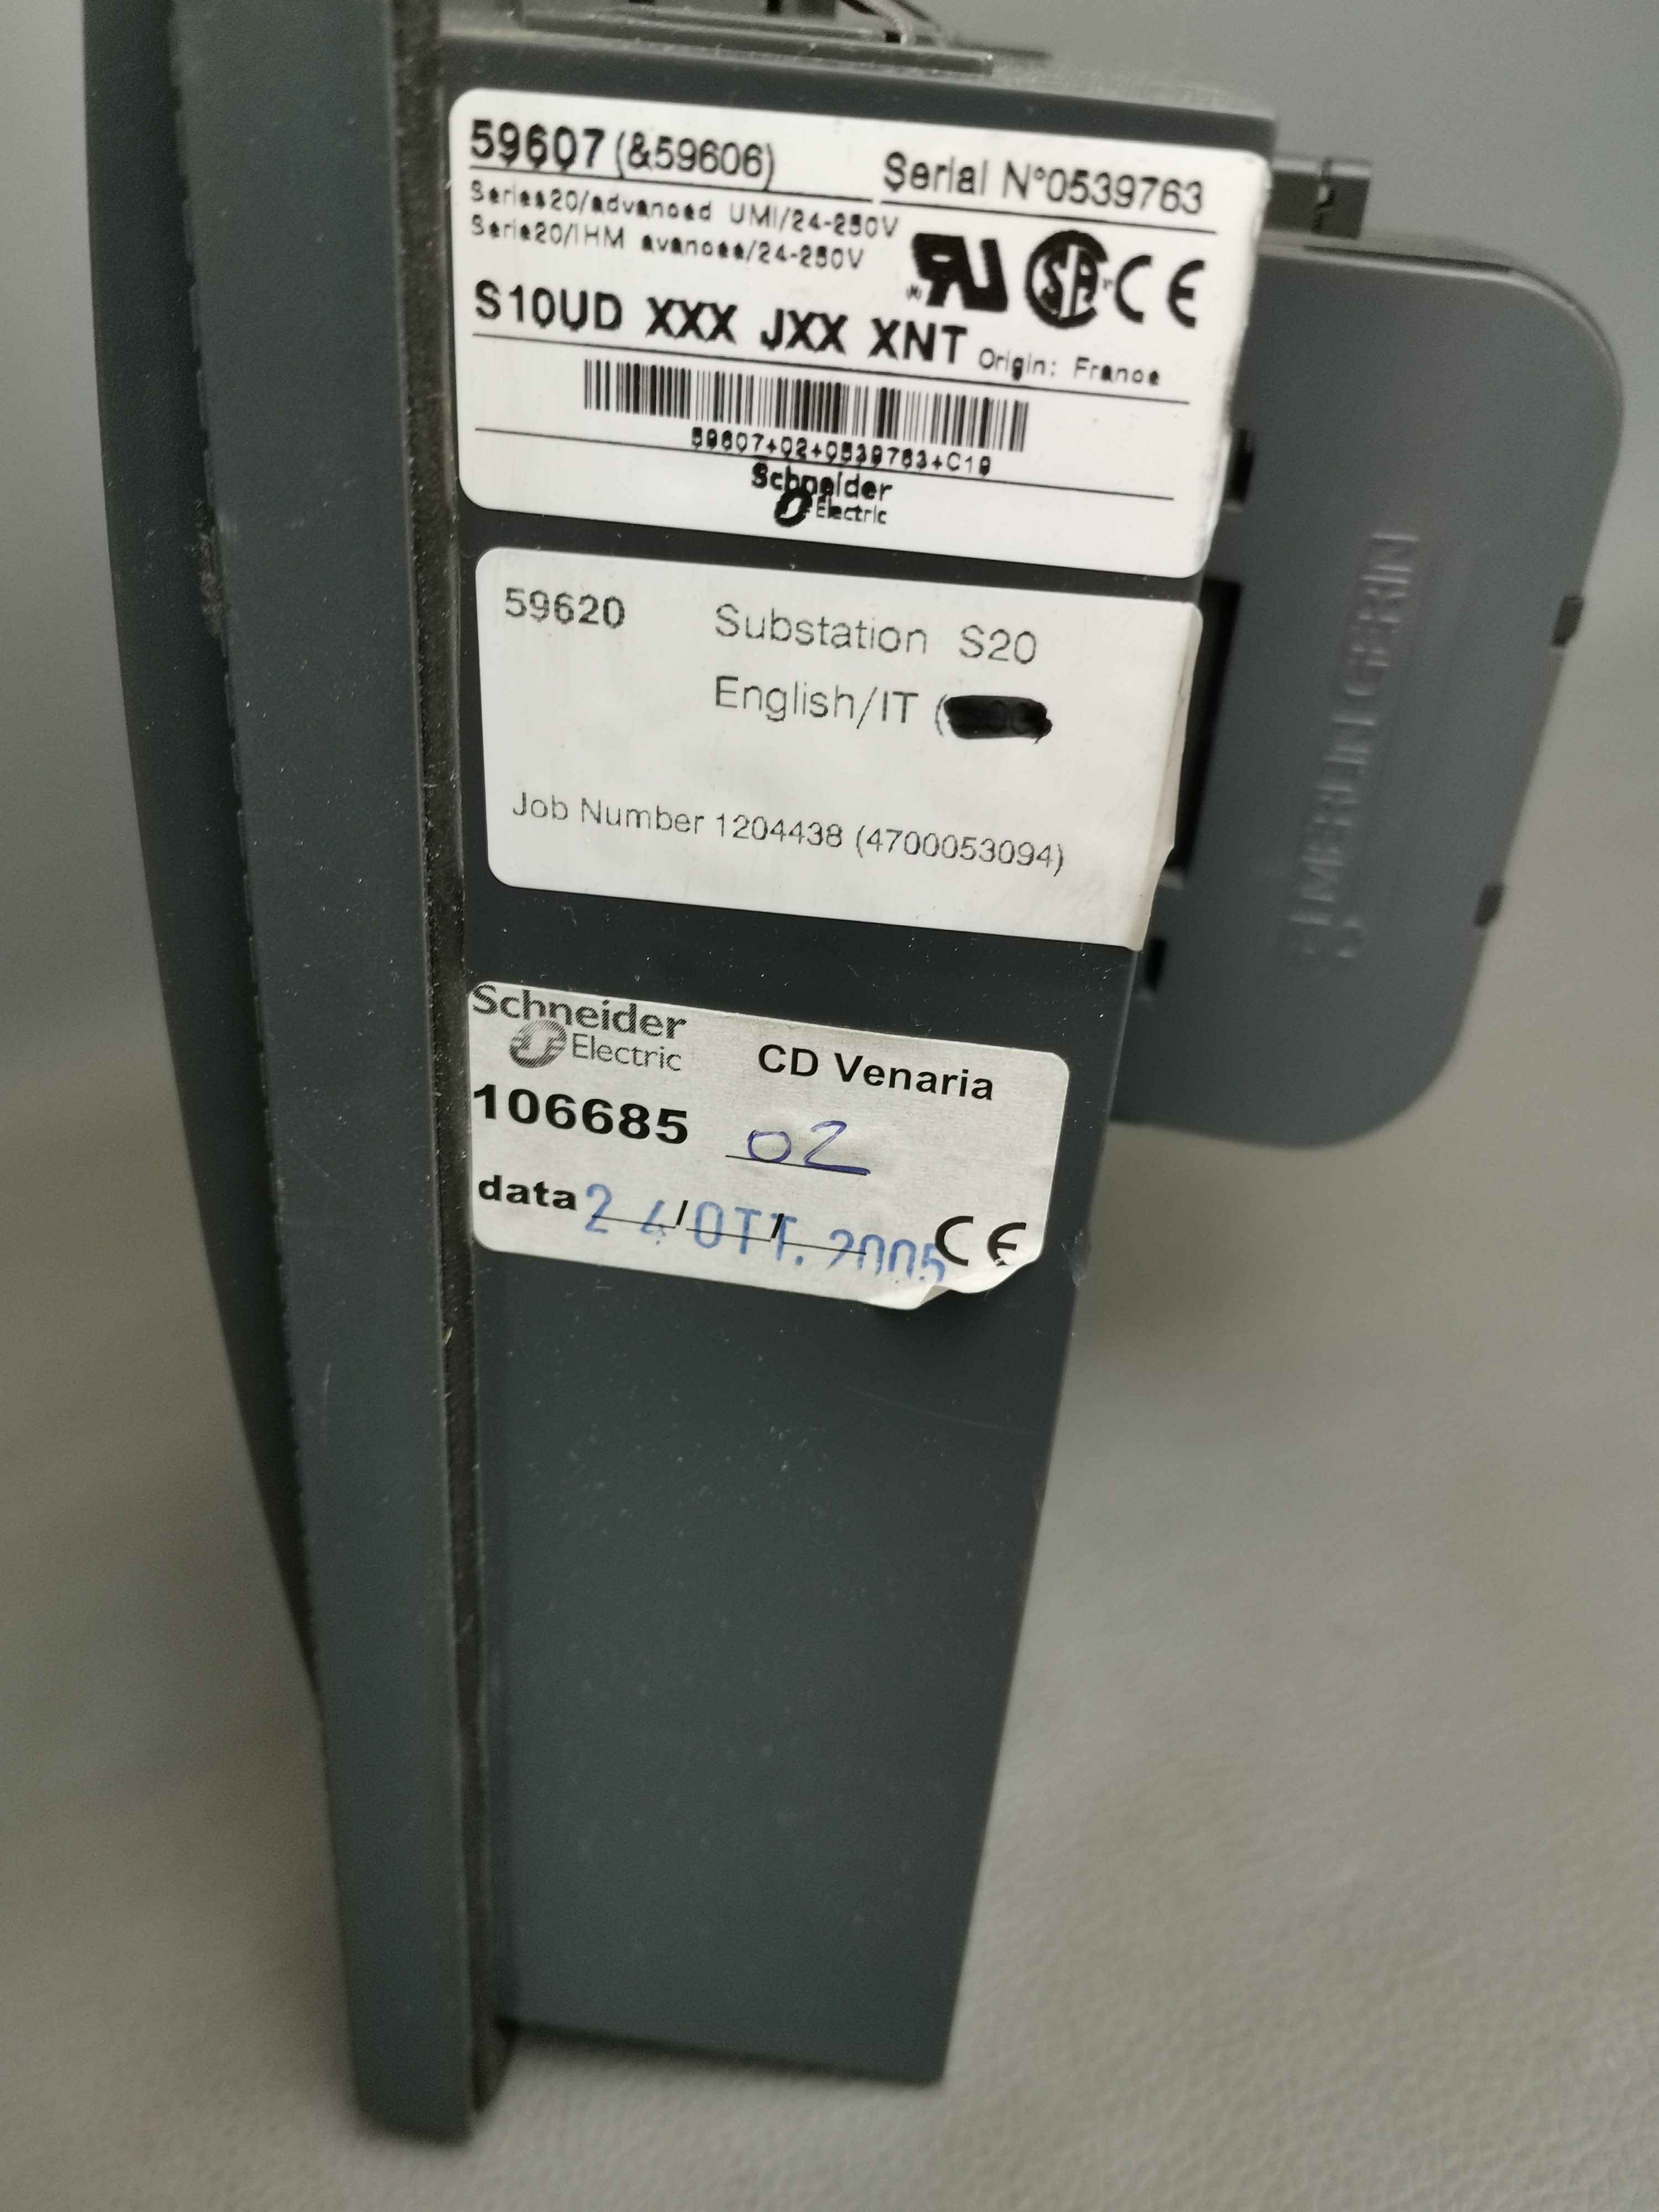 59607 (&59606)
Serial N°0539763
Series20/advanced UMI/24-250V
Serie20/IHM avancee/24-250V
S10UD XXX JXX XNT
Origin: France
59607+02+0539763+C19
Schneider
Electric
59620
Substation S20
English/IT (
Job Number 1204438 (4700053094)
Schneider
Electric
CD Venaria
106685 02
data 24/OTT/. 2005
CE
MERLIN GERIN